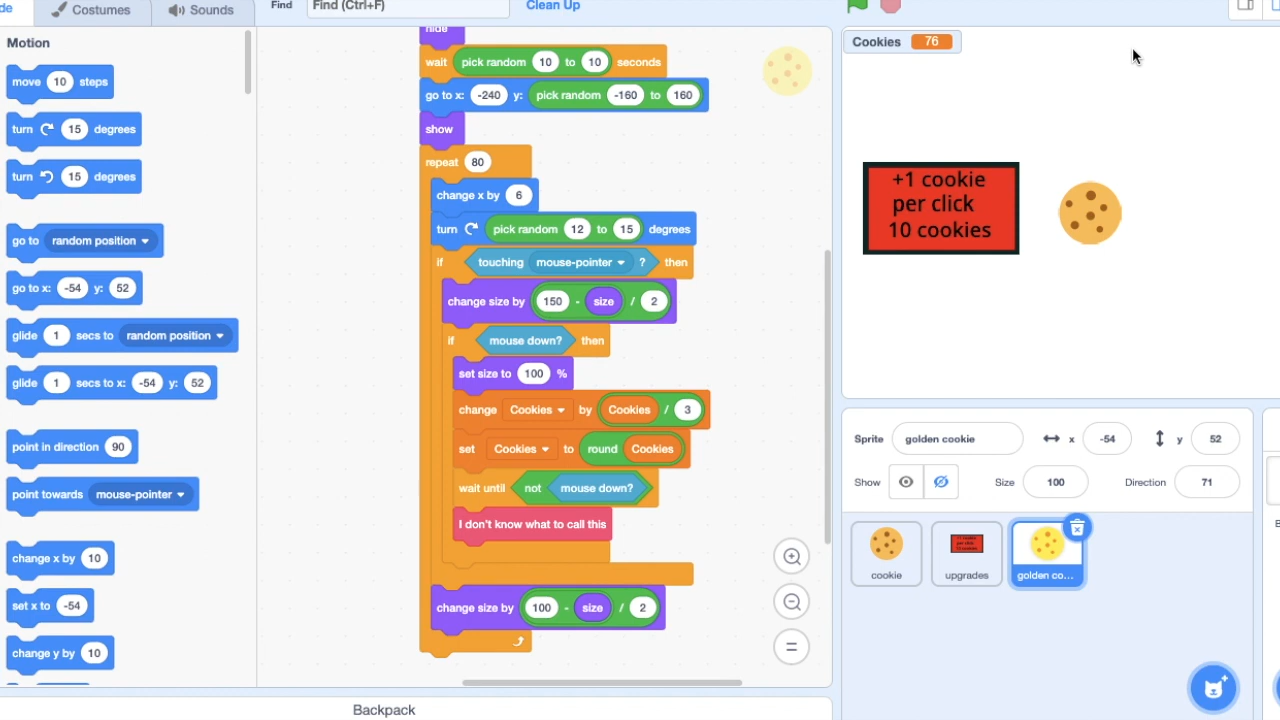 de
Costumes
Sounds
Find
Find (Ctrl+F)
Clean Up
Motion
move 10 steps
turn 15 degrees
turn 15 degrees
go to random position
go to x: -54 y: 52
glide 1 secs to random position
glide 1 secs to x: -54 y: 52
point in direction 90
point towards mouse-pointer
change x by 10
set x to -54
change y by 10
hide
wait pick random 10 to 10 seconds
go to x: -240 y: pick random -160 to 160
show
repeat 80
change x by 6
turn pick random 12 to 15 degrees
if touching mouse-pointer ? then
change size by 150 - size / 2
if mouse down? then
set size to 100 %
change Cookies by Cookies / 3
set Cookies to round Cookies
wait until not mouse down?
I don't know what to call this
change size by 100 - size / 2
Backpack
Cookies 76
+1 cookie
per click
10 cookies
Sprite golden cookie x -54 y 52
Show Size 100 Direction 71
cookie
upgrades
golden co...